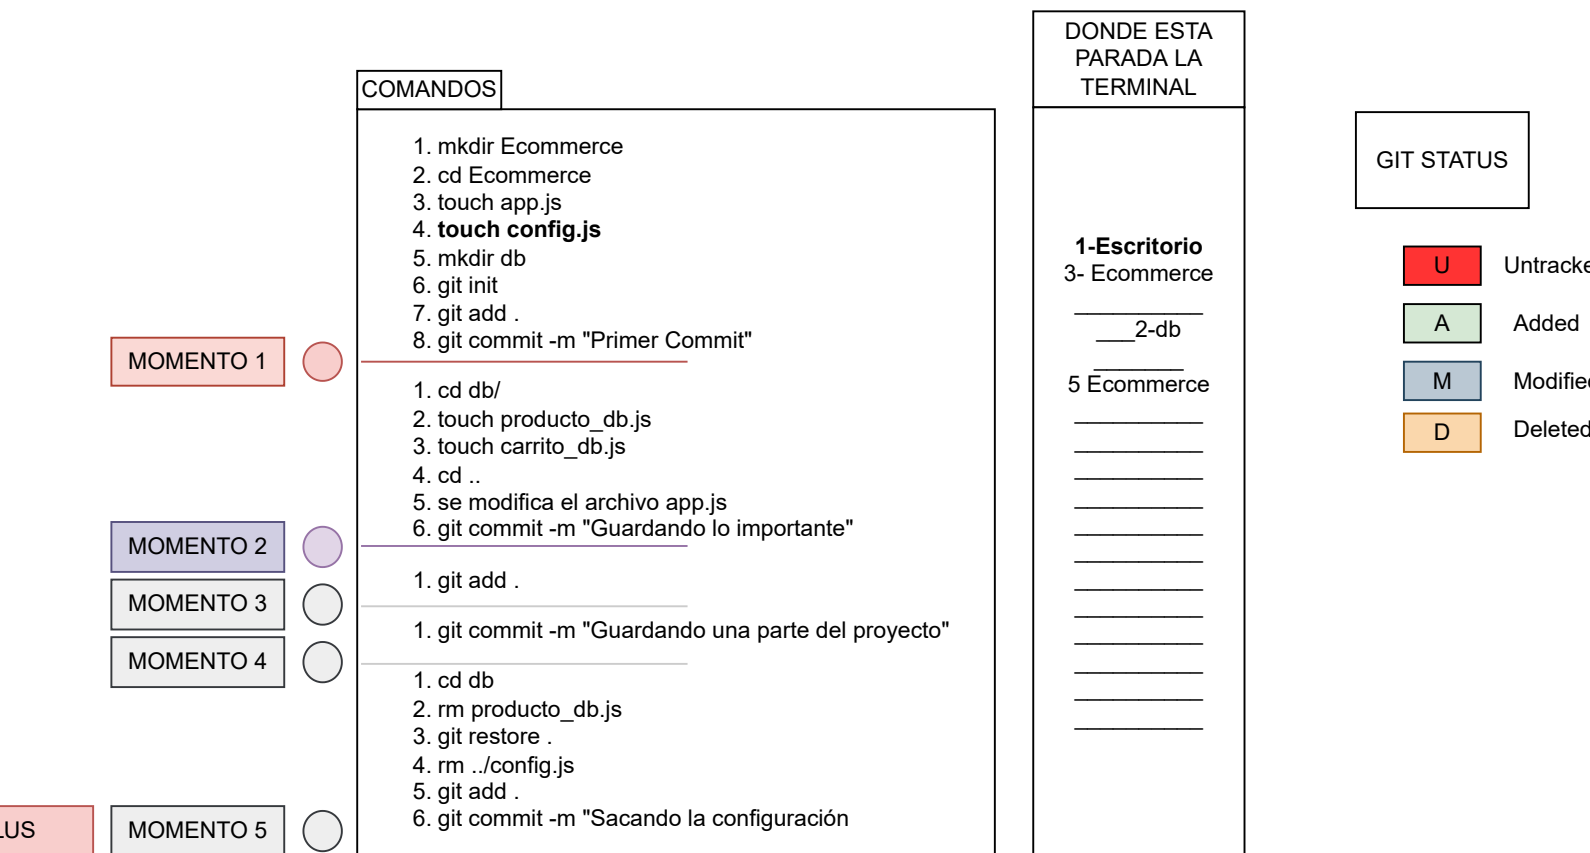 COMANDOS
1. mkdir Ecommerce
2. cd Ecommerce
3. touch app.js
4. touch config.js
5. mkdir db
6. git init
7. git add .
8. git commit -m "Primer Commit"
MOMENTO 1
1. cd db/
2. touch producto_db.js
3. touch carrito_db.js
4. cd ..
5. se modifica el archivo app.js
6. git commit -m "Guardando lo importante"
MOMENTO 2
1. git add .
MOMENTO 3
1. git commit -m "Guardando una parte del proyecto"
MOMENTO 4
1. cd db
2. rm producto_db.js
3. git restore .
4. rm ../config.js
5. git add .
6. git commit -m "Sacando la configuración
LUS
MOMENTO 5
DONDE ESTA
PARADA LA
TERMINAL
1-Escritorio
3- Ecommerce
___2-db
5 Ecommerce
GIT STATUS
U Untracke
A Added
M Modified
D Deleted